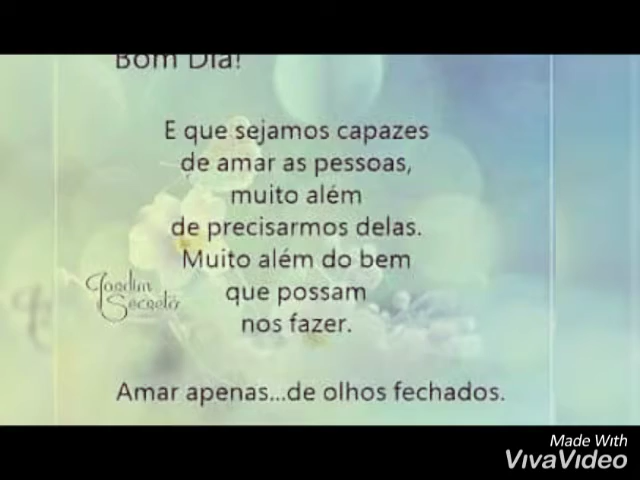 Bom Dia!
E que sejamos capazes
de amar as pessoas,
muito além
de precisarmos delas.
Muito além do bem
que possam
nos fazer.
Jardim
Secreto
Amar apenas...de olhos fechados.
Made With
VivaVideo